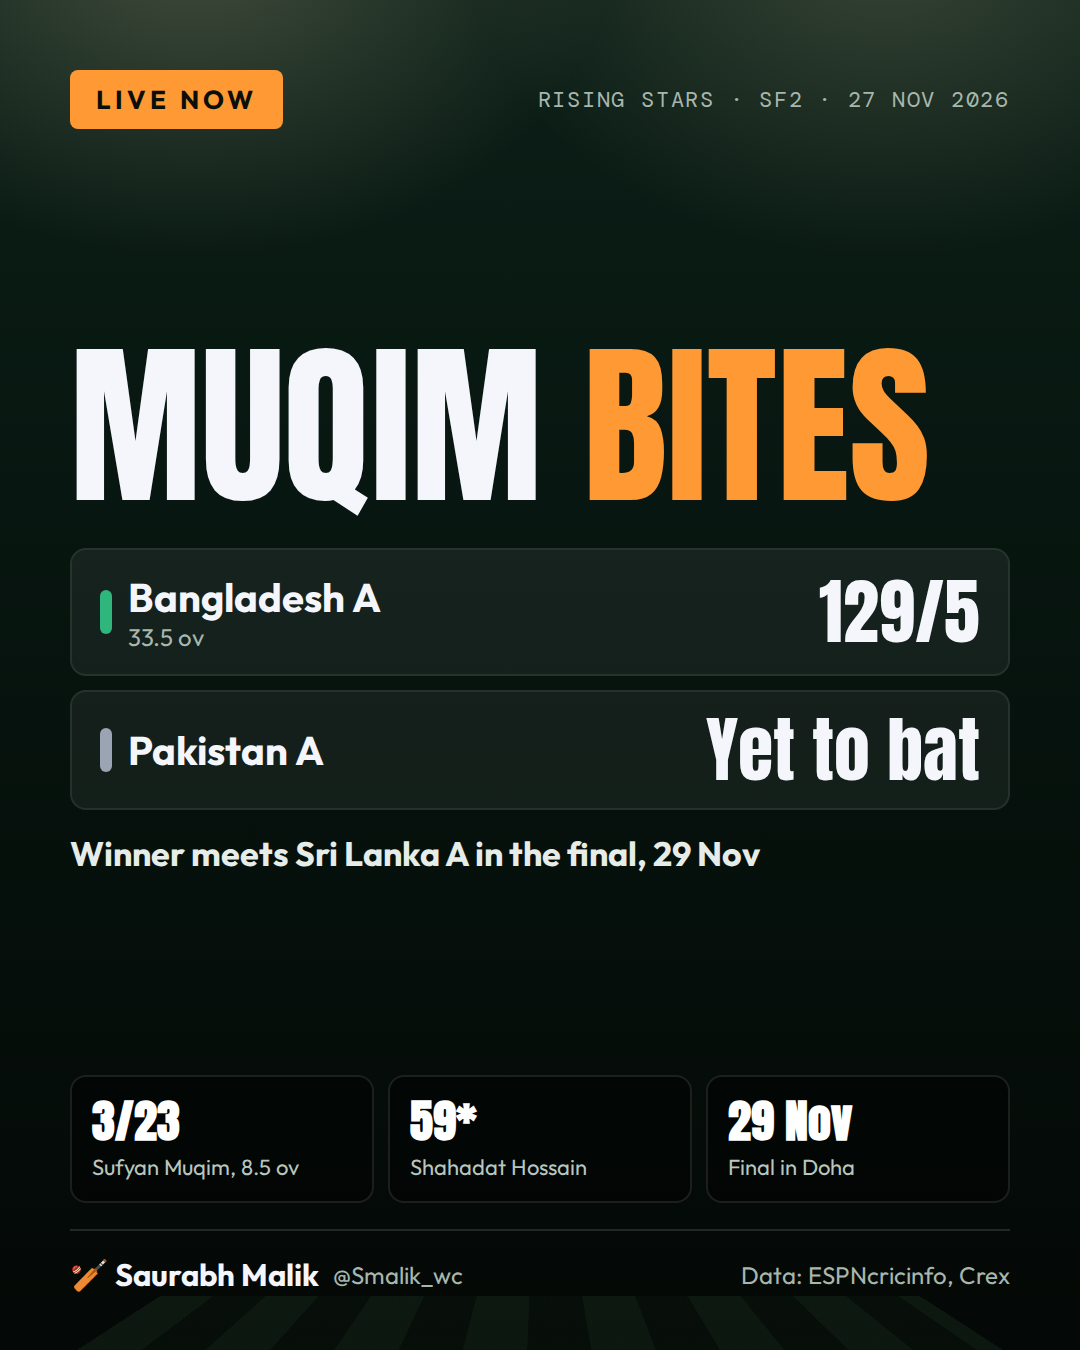 LIVE NOW
RISING STARS · SF2 · 27 NOV 2026
MUQIM BITES
Bangladesh A
33.5 ov
129/5
Pakistan A
Yet to bat
Winner meets Sri Lanka A in the final, 29 Nov
3/23
Sufyan Muqim, 8.5 ov
59*
Shahadat Hossain
29 Nov
Final in Doha
Saurabh Malik @Smalik_wc
Data: ESPNcricinfo, Crex